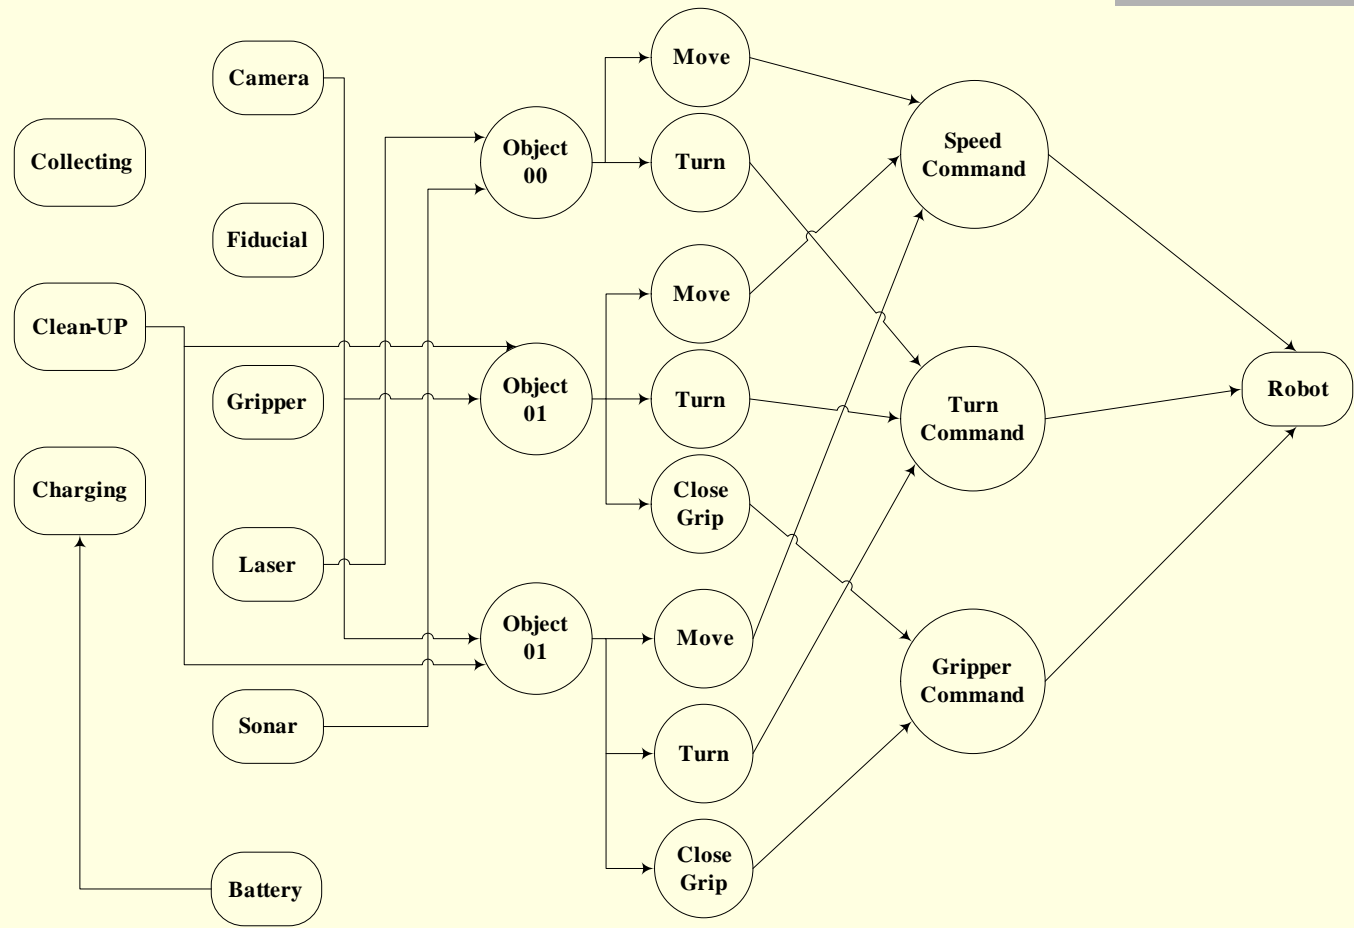 Collecting
Clean-UP
Charging
Camera
Fiducial
Gripper
Laser
Sonar
Battery
Object
00
Object
01
Object
01
Move
Turn
Move
Turn
Close
Grip
Move
Turn
Close
Grip
Speed
Command
Turn
Command
Gripper
Command
Robot